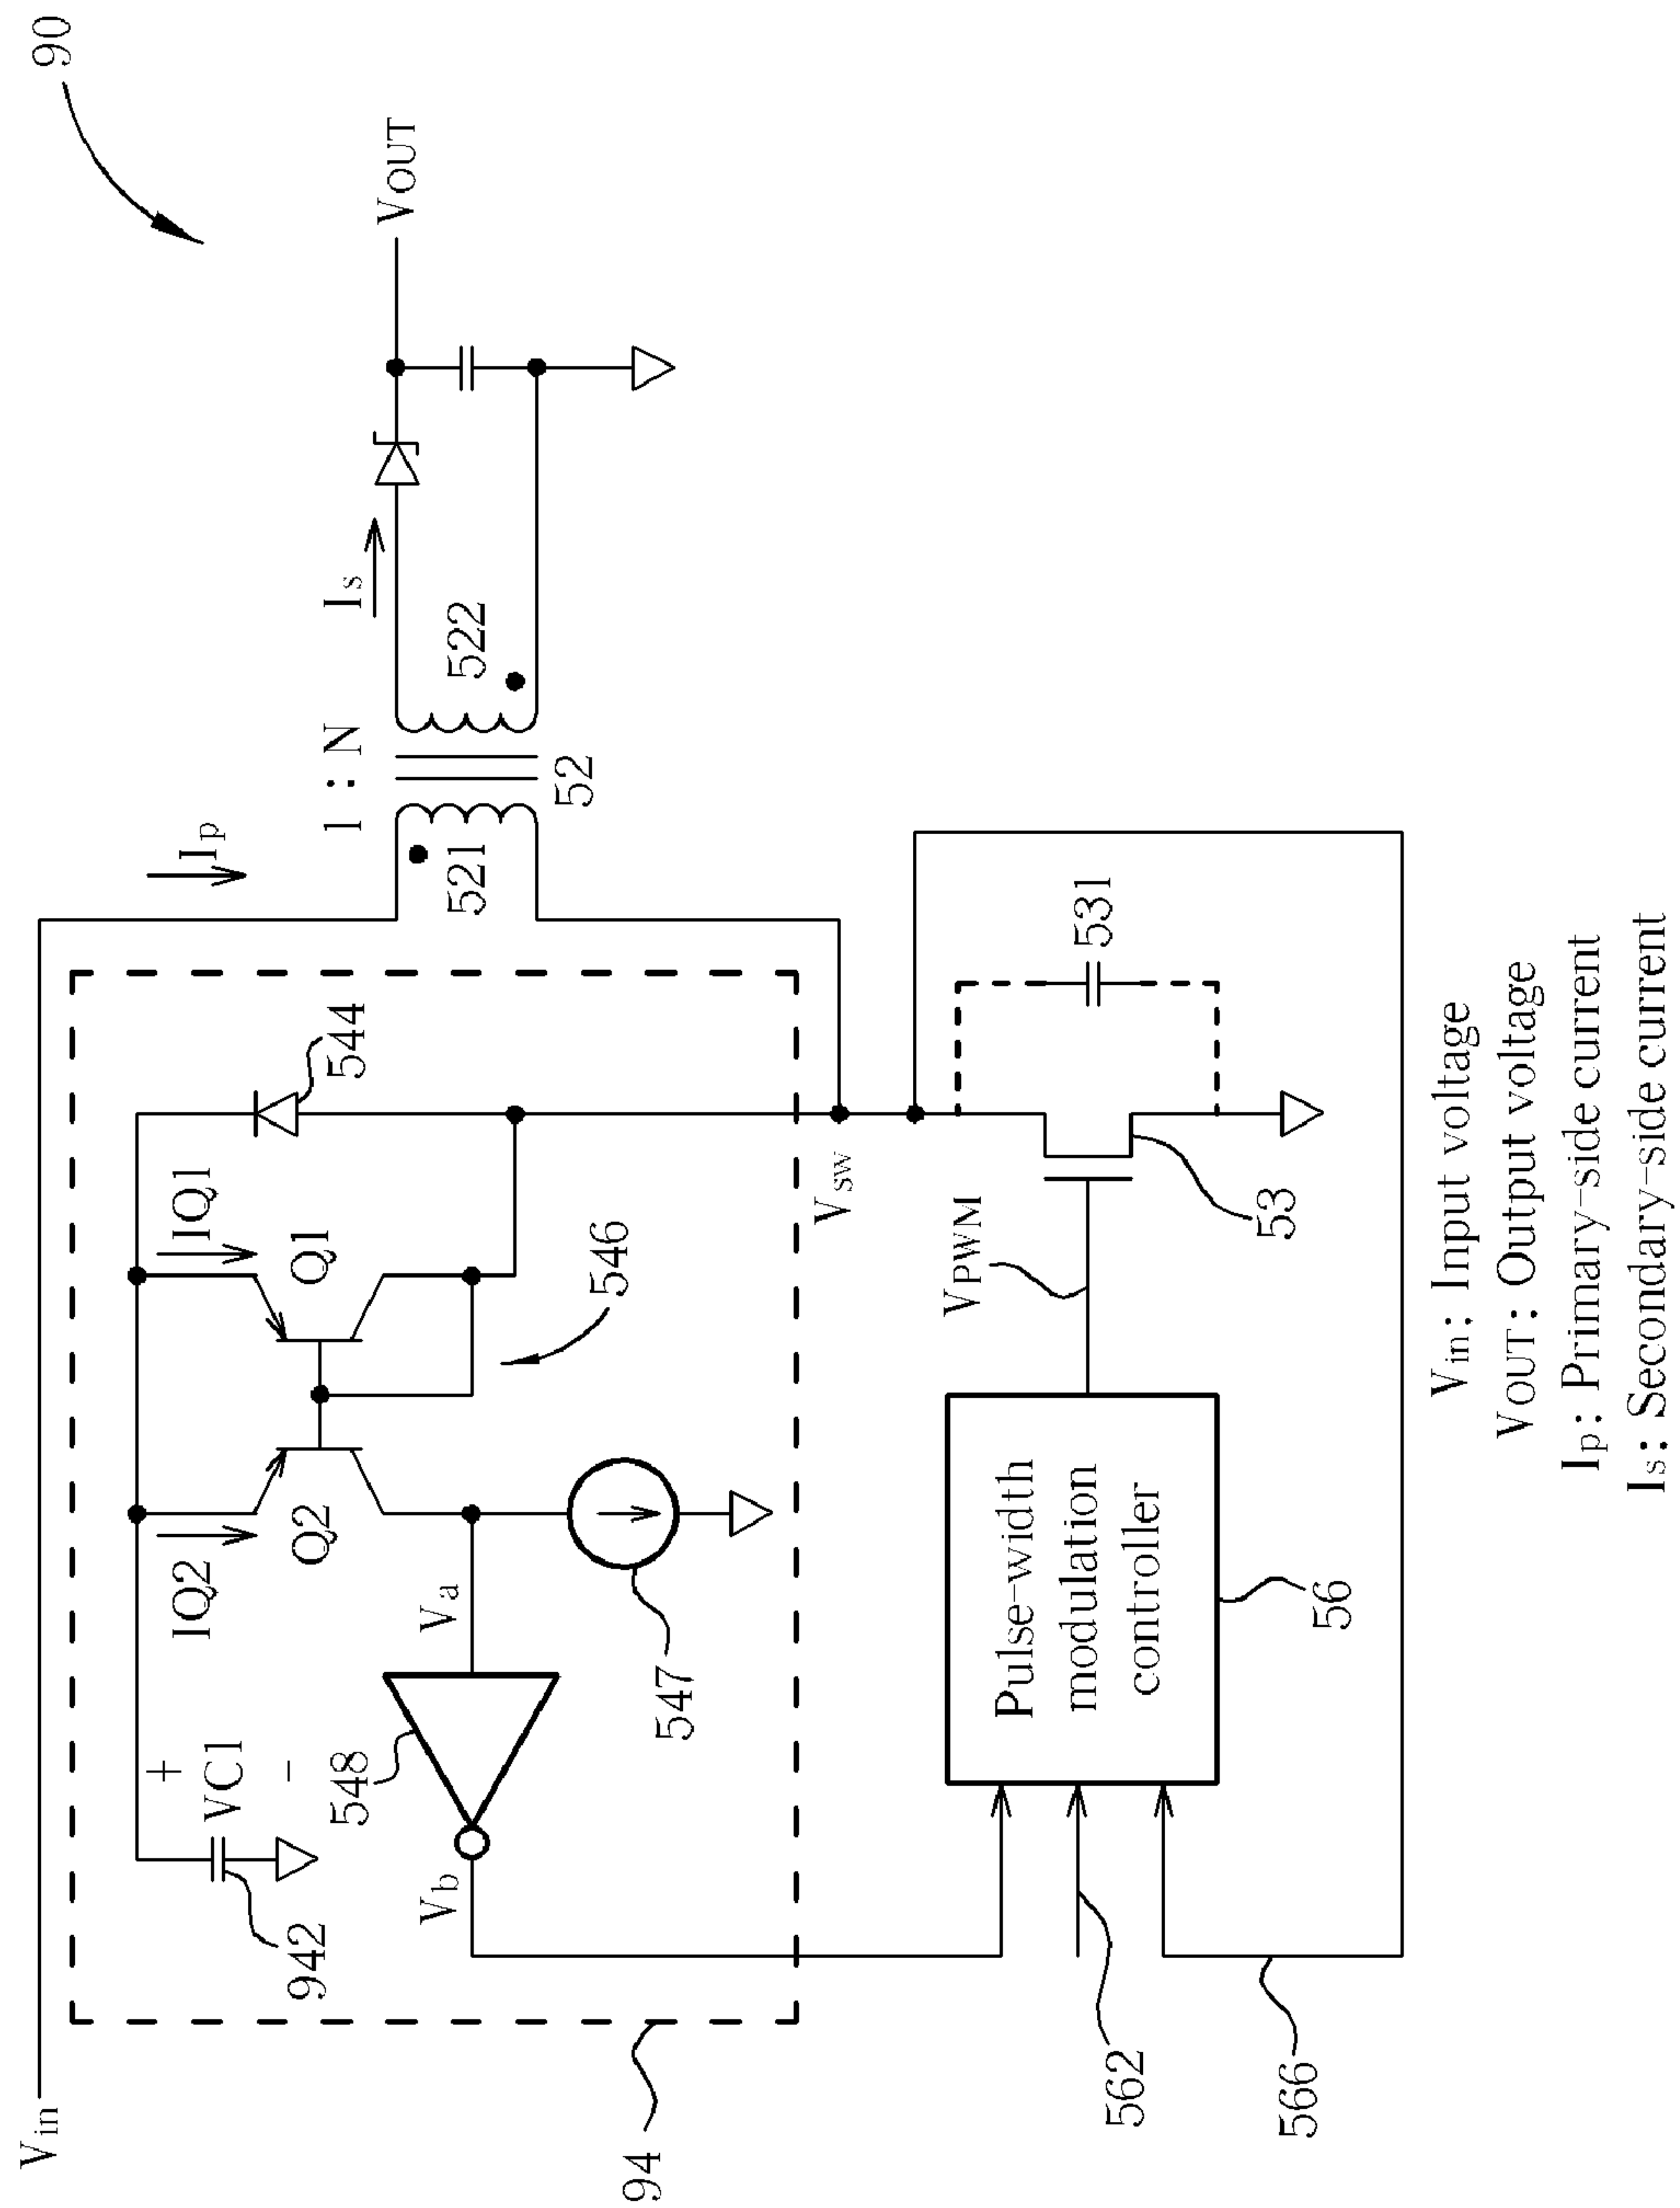 90
Vin
Ip
1 : N
Is
VOUT
521
522
52
94
942
+
VC1
-
IQ2
IQ1
Q2
Q1
544
548
546
Vb
Va
547
Vsw
562
566
Pulse-width
modulation
controller
56
VPWM
53
531
Vin: Input voltage
VOUT: Output voltage
Ip: Primary-side current
Is: Secondary-side current